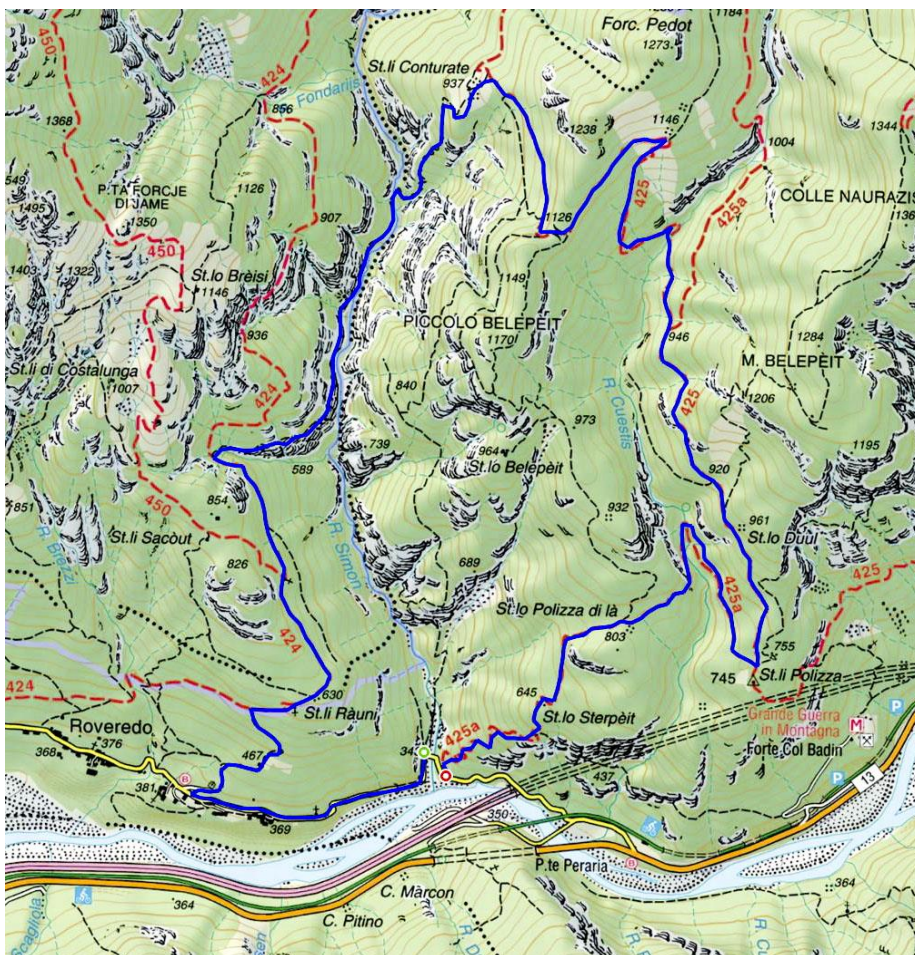 450
424
1184
Forc. Pedot
1273
St.li Conturate
937
Fondariis
856
1368
1238
1146
1004
1344
549
1495
P.TA FORCJE
DI JAME
1350
1126
907
425
425a
COLLE NAURAZIS
1126
450
1403
1322
St.lo Brèisi
1146
1149
936
PICCOLO BELEPEIT
1170
946
1284
M. BELEPÈIT
St.li di Costalunga
1007
840
R. Cuestis
425
1206
424
973
589
739
964
St.lo Belepèit
920
1195
854
450
851
932
961
St.lo Duul
R. Brezzi
St.li Sacòut
R. Simon
826
689
425a
425
St.lo Polizza di là
803
424
755
745
St.li Polizza
424
630
St.li Ràuni
645
St.lo Sterpèit
Grande Guerra
in Montagna
M
P
Roveredo
376
368
467
34
425a
Forte Col Badin
381
B
437
P
13
369
350
P.te Peraria
B
364
C. Màrcon
C. Pitino
364
Scagliola